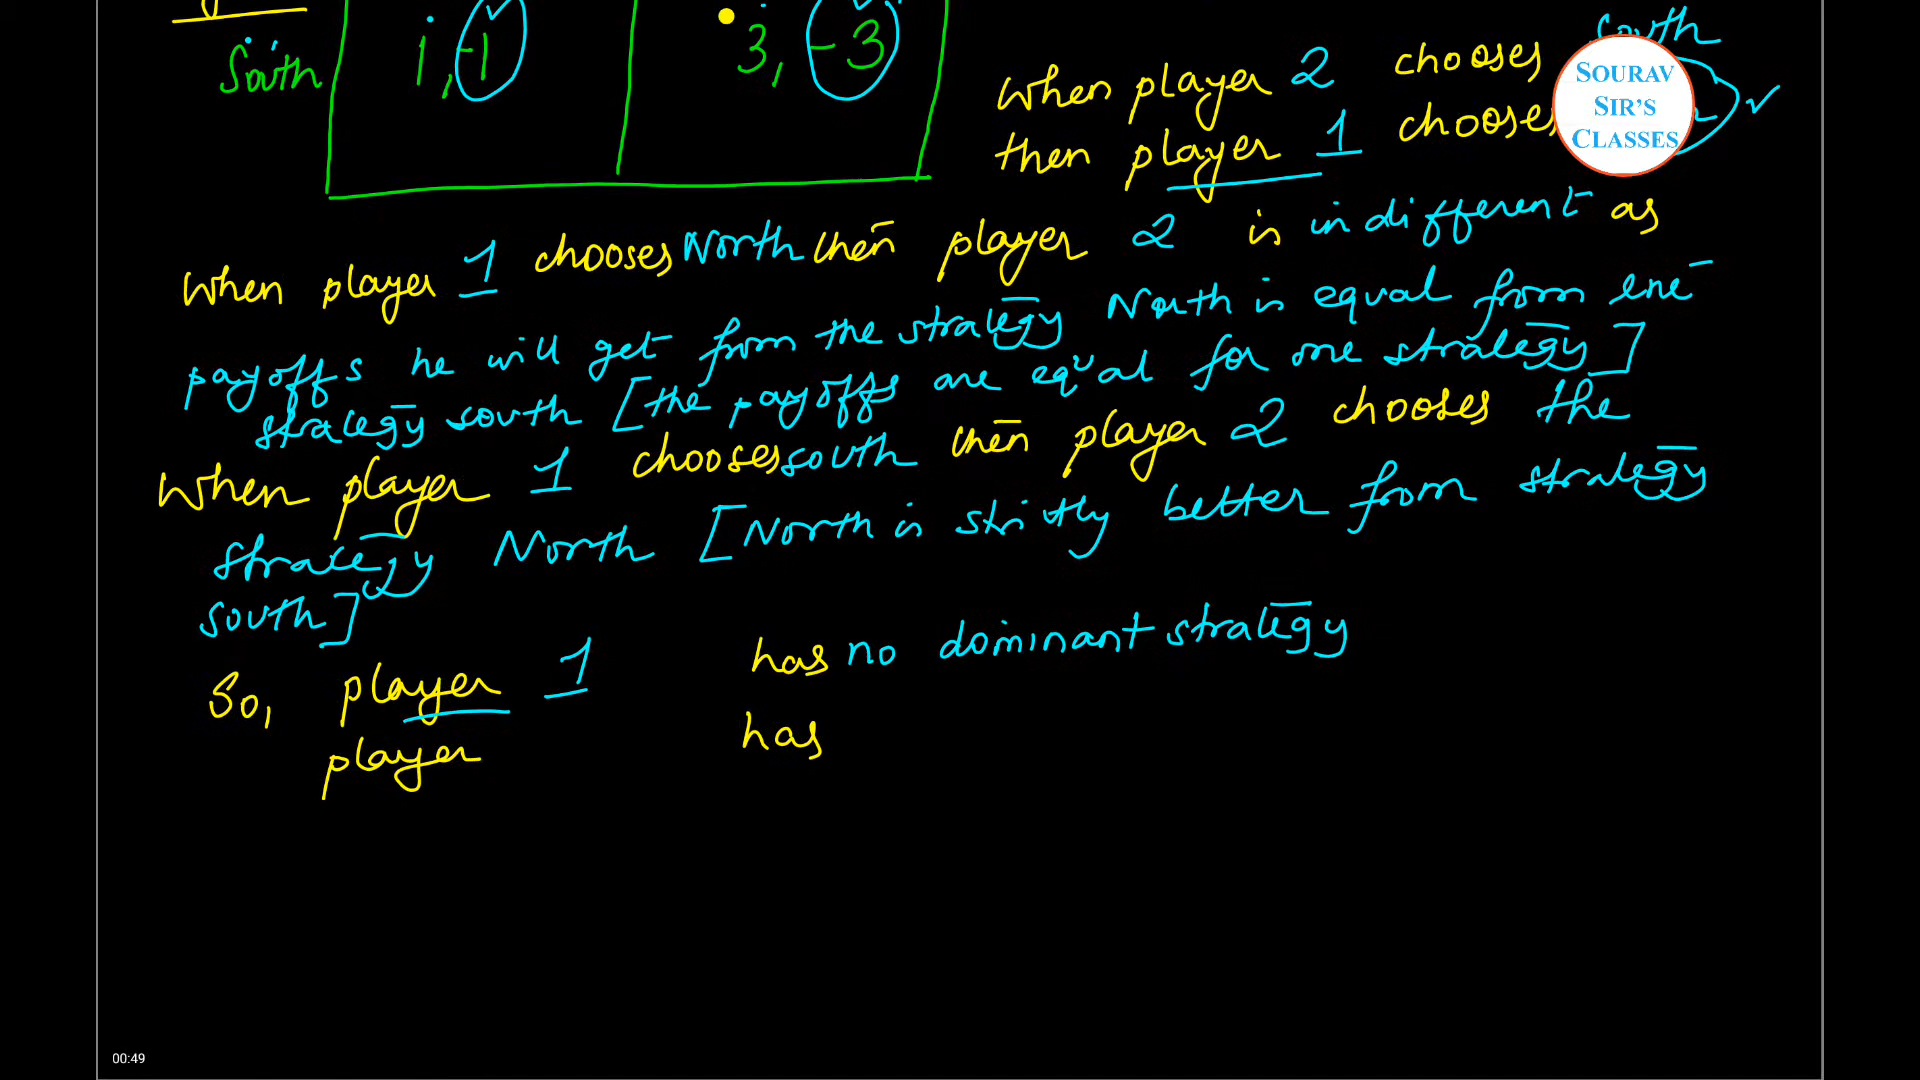 South 1, -1 3, -3
South
When player 2 chooses
then player 1 chooses
SOURAV
SIR'S
CLASSES
When player 1 chooses North then player 2 is indifferent as
payoffs he will get from the strategy North is equal from the
strategy south [the payoffs are equal for one strategy]
When player 1 chooses south then player 2 chooses the
strategy North [North is strictly better from strategy
south]
So, player 1 has no dominant strategy
player has
00:49